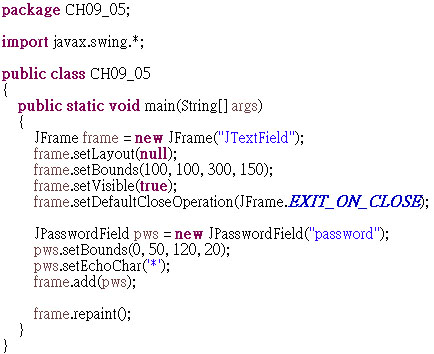 package CH09_05;
import javax.swing.*;
public class CH09_05
{
public static void main(String[] args)
{
JFrame frame = new JFrame("JTextField");
frame.setLayout(null);
frame.setBounds(100, 100, 300, 150);
frame.setVisible(true);
frame.setDefaultCloseOperation(JFrame.EXIT_ON_CLOSE);
JPasswordField pws = new JPasswordField("password");
pws.setBounds(0, 50, 120, 20);
pws.setEchoChar('*');
frame.add(pws);
frame.repaint();
}
}